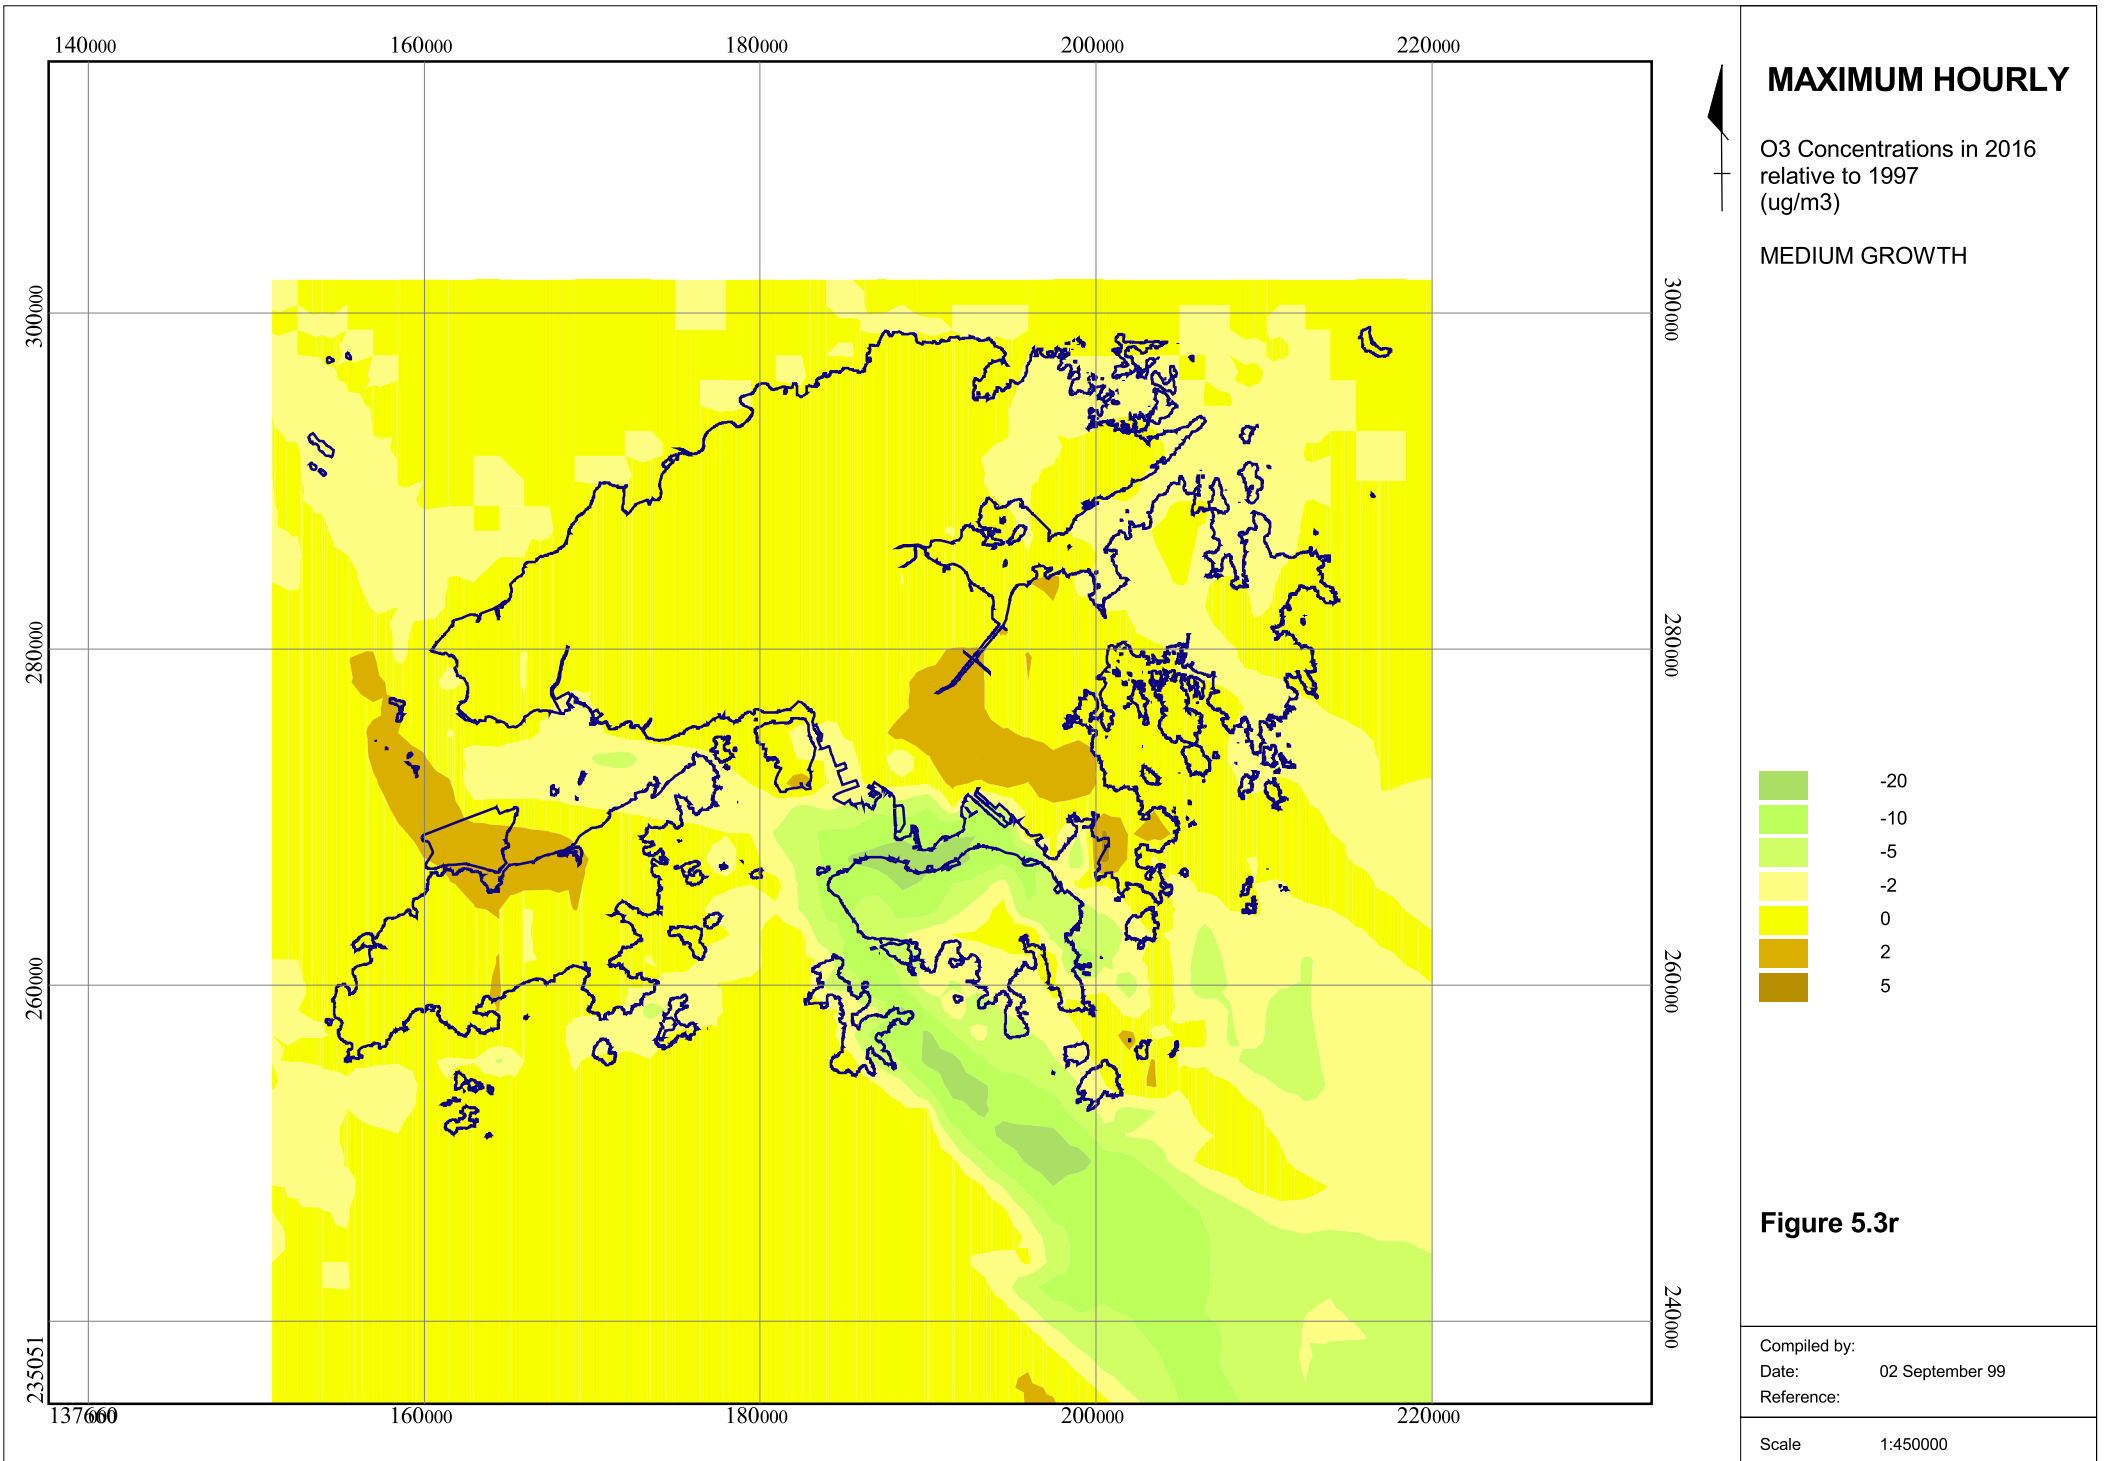 140000 160000 180000 200000 220000
MAXIMUM HOURLY
O3 Concentrations in 2016
relative to 1997
(ug/m3)
MEDIUM GROWTH
300000 300000
280000 280000
260000 260000
240000
235051
-20
-10
-5
-2
0
2
5
Figure 5.3r
Compiled by:
Date: 02 September 99
Reference:
Scale 1:450000
137660 160000 180000 200000 220000